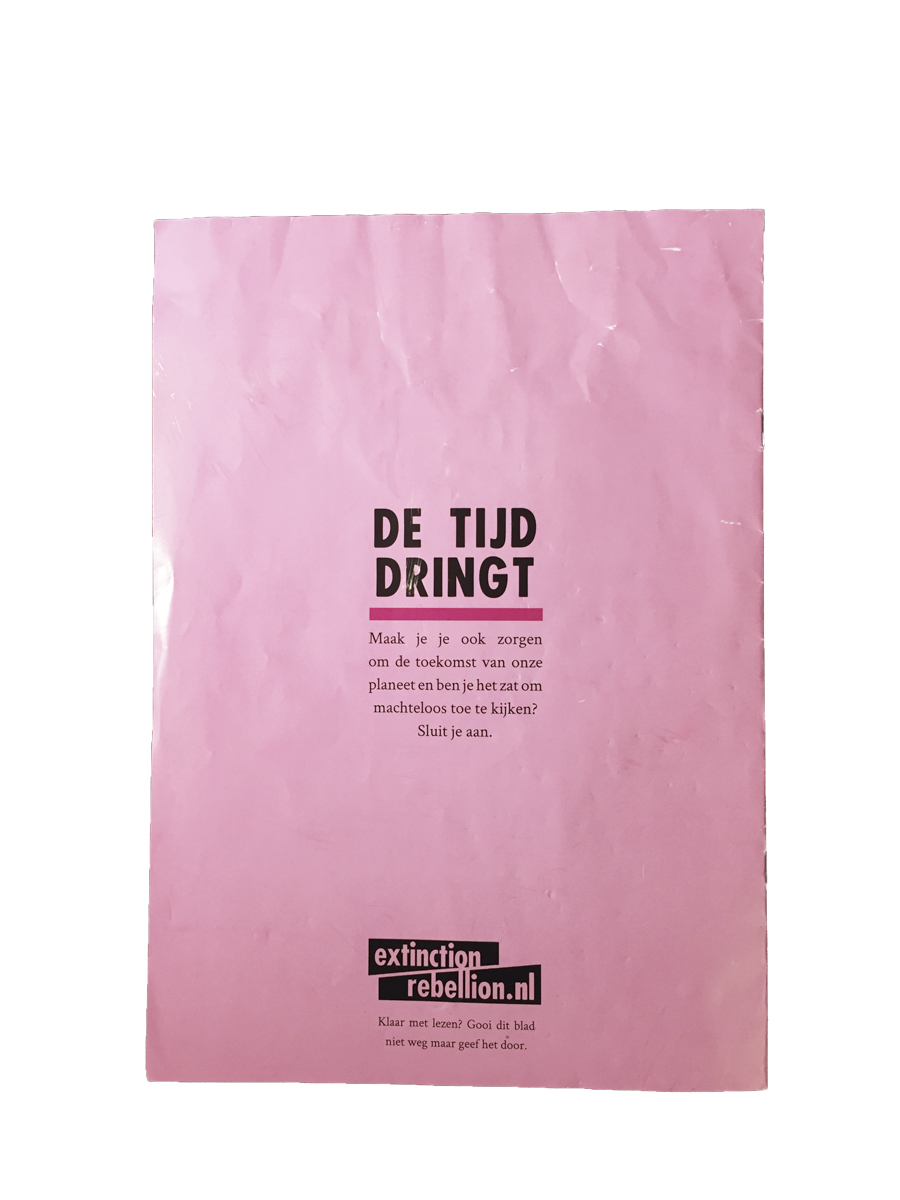 DE TIJD
DRINGT
Maak je je ook zorgen
om de toekomst van onze
planeet en ben je het zat om
machteloos toe te kijken?
Sluit je aan.
extinction
rebellion.nl
Klaar met lezen? Gooi dit blad
niet weg maar geef het door.